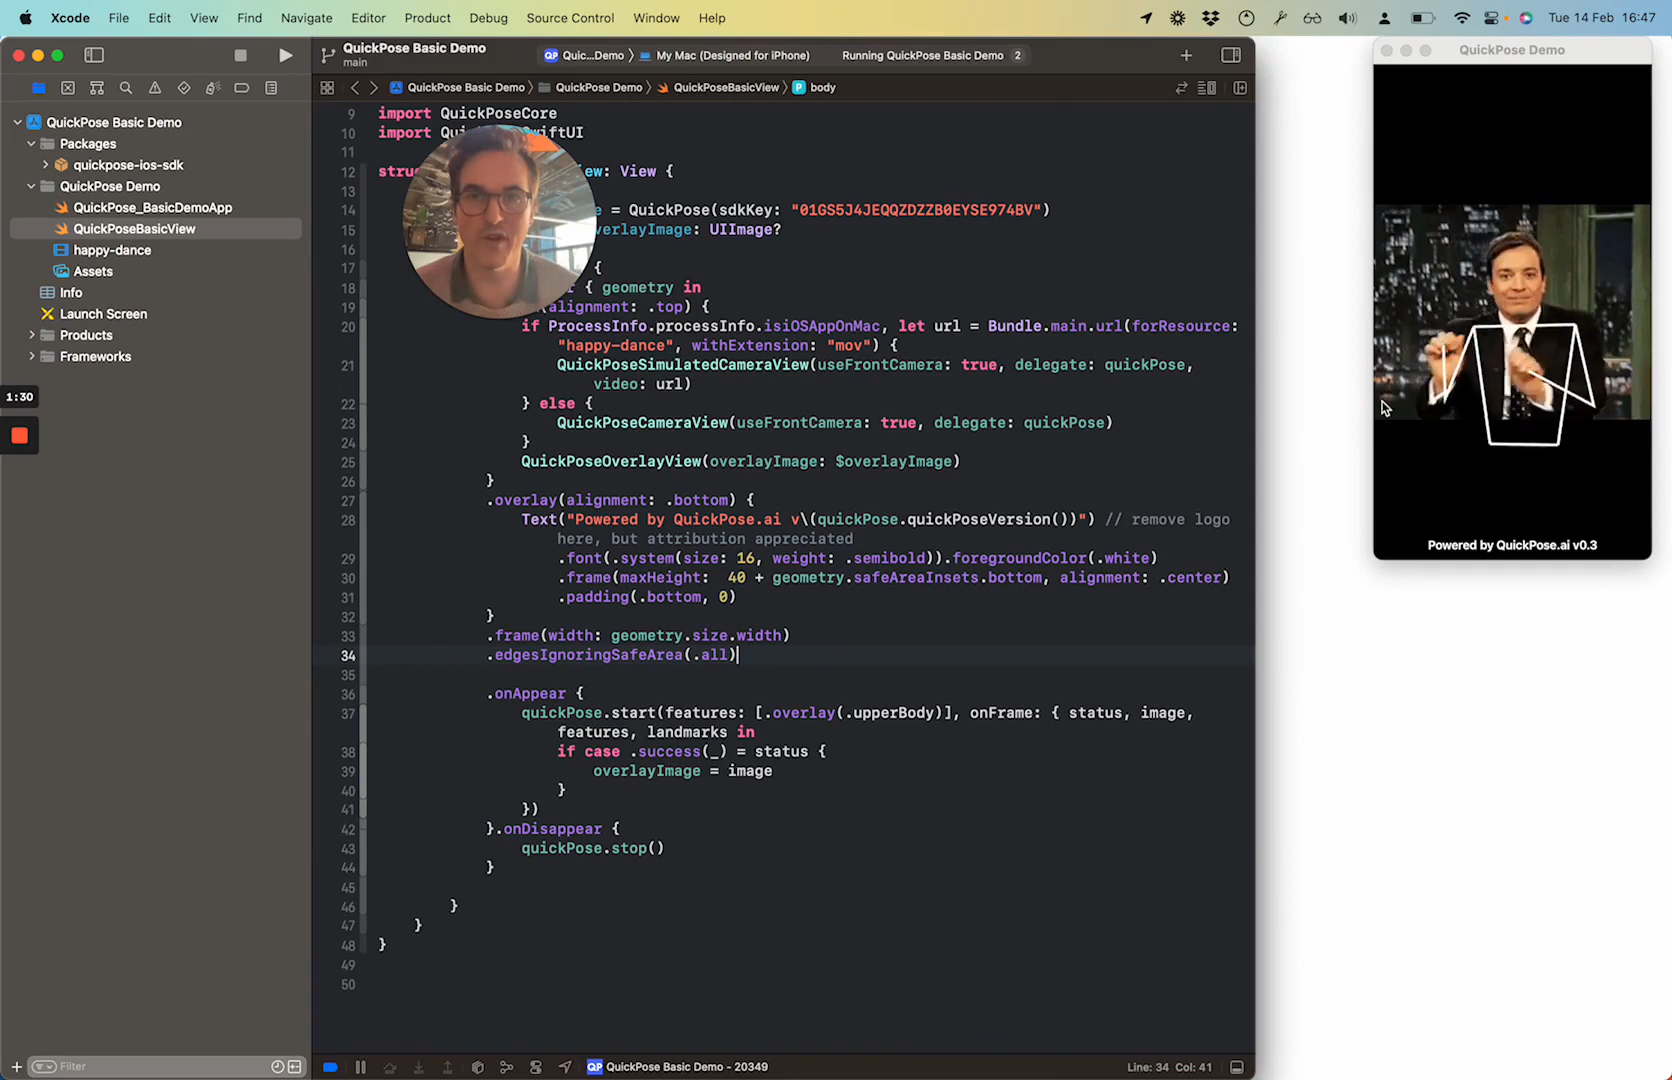 Xcode File Edit View Find Navigate Editor Product Debug Source Control Window Help Tue 14 Feb 16:47
QuickPose Basic Demo
main
Quic...Demo My Mac (Designed for iPhone) Running QuickPose Basic Demo 2
QuickPose Demo
QuickPose Basic Demo QuickPose Demo QuickPoseBasicView body
QuickPose Basic Demo
Packages
quickpose-ios-sdk
QuickPose Demo
QuickPose_BasicDemoApp
QuickPoseBasicView
happy-dance
Assets
Info
Launch Screen
Products
Frameworks
1:30
Filter
9 import QuickPoseCore
10 import Qui SwiftUI
11
12 struc ew: View {
13
14 e = QuickPose(sdkKey: "01GS5J4JEQQZDZZB0EYSE974BV")
15 verlayImage: UIImage?
16
17 {
18 { geometry in
19 (alignment: .top) {
20 if ProcessInfo.processInfo.isiOSAppOnMac, let url = Bundle.main.url(forResource:
"happy-dance", withExtension: "mov") {
21 QuickPoseSimulatedCameraView(useFrontCamera: true, delegate: quickPose,
video: url)
22 } else {
23 QuickPoseCameraView(useFrontCamera: true, delegate: quickPose)
24 }
25 QuickPoseOverlayView(overlayImage: $overlayImage)
26 }
27 .overlay(alignment: .bottom) {
28 Text("Powered by QuickPose.ai v\(quickPose.quickPoseVersion())") // remove logo
here, but attribution appreciated
29 .font(.system(size: 16, weight: .semibold)).foregroundColor(.white)
30 .frame(maxHeight: 40 + geometry.safeAreaInsets.bottom, alignment: .center)
31 .padding(.bottom, 0)
32 }
33 .frame(width: geometry.size.width)
34 .edgesIgnoringSafeArea(.all)
35
36 .onAppear {
37 quickPose.start(features: [.overlay(.upperBody)], onFrame: { status, image,
features, landmarks in
38 if case .success(_) = status {
39 overlayImage = image
40 }
41 })
42 }.onDisappear {
43 quickPose.stop()
44 }
45
46 }
47 }
48 }
49
50
QP QuickPose Basic Demo - 20349
Line: 34 Col: 41
Powered by QuickPose.ai v0.3